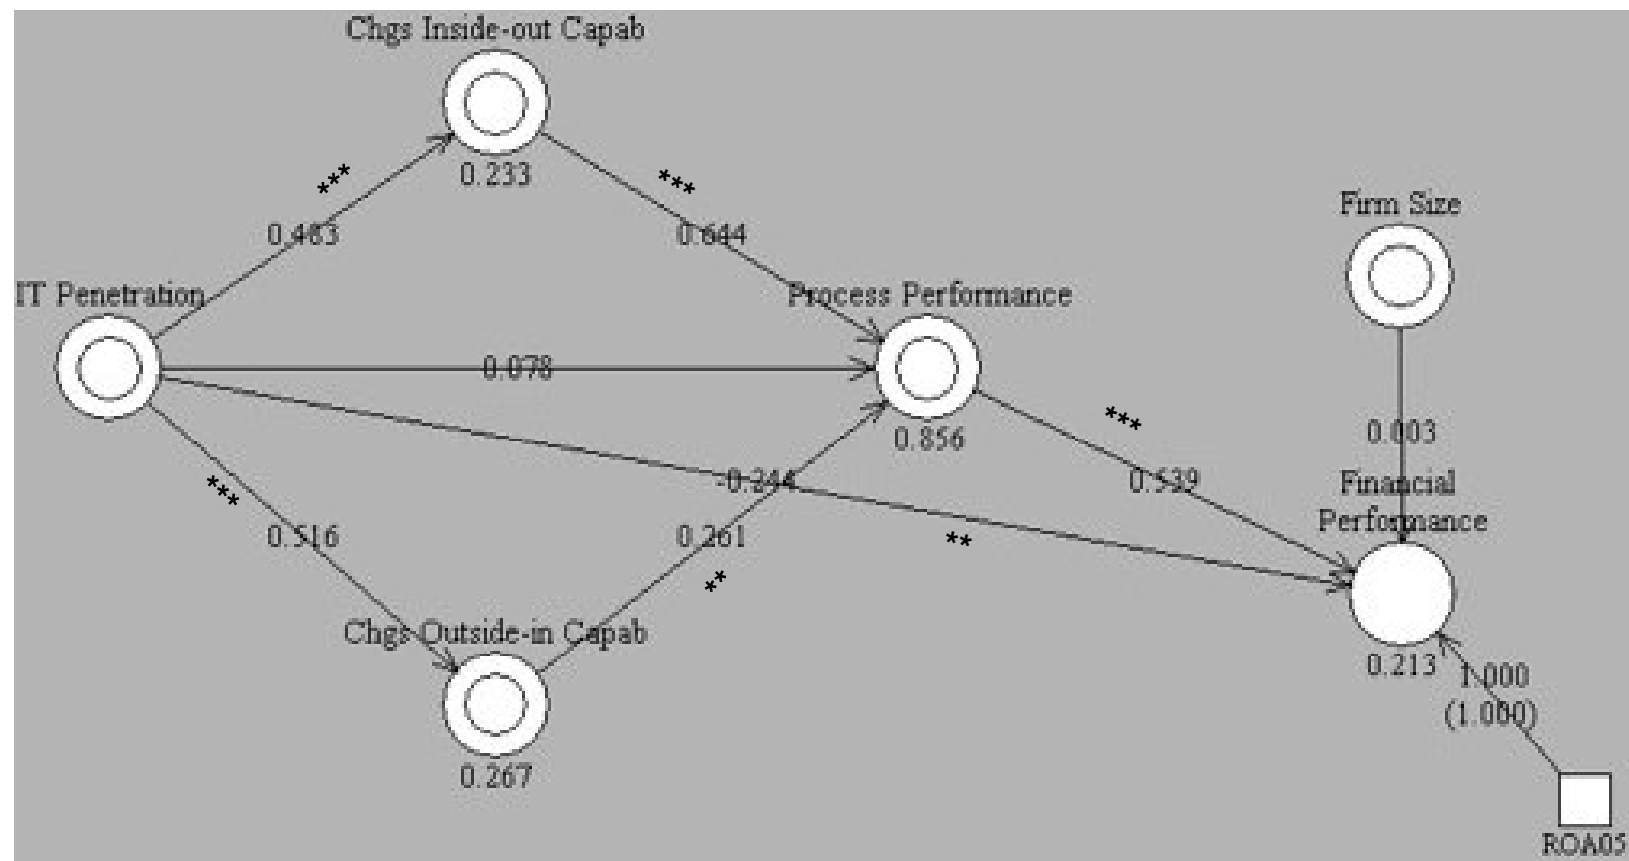 Chgs Inside-out Capab
0.233
***
***
0.483
0.644
Firm Size
IT Penetration
Process Performance
0.078
0.856
***
0.003
-0.244
0.539
Financial
Performance
***
0.516
0.261
**
**
Chgs Outside-in Capab
0.267
0.213
1.000
(1.000)
ROA05